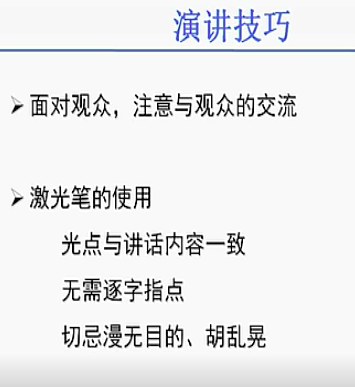 演讲技巧
➢面对观众，注意与观众的交流
➢激光笔的使用
光点与讲话内容一致
无需逐字指点
切忌漫无目的、胡乱晃